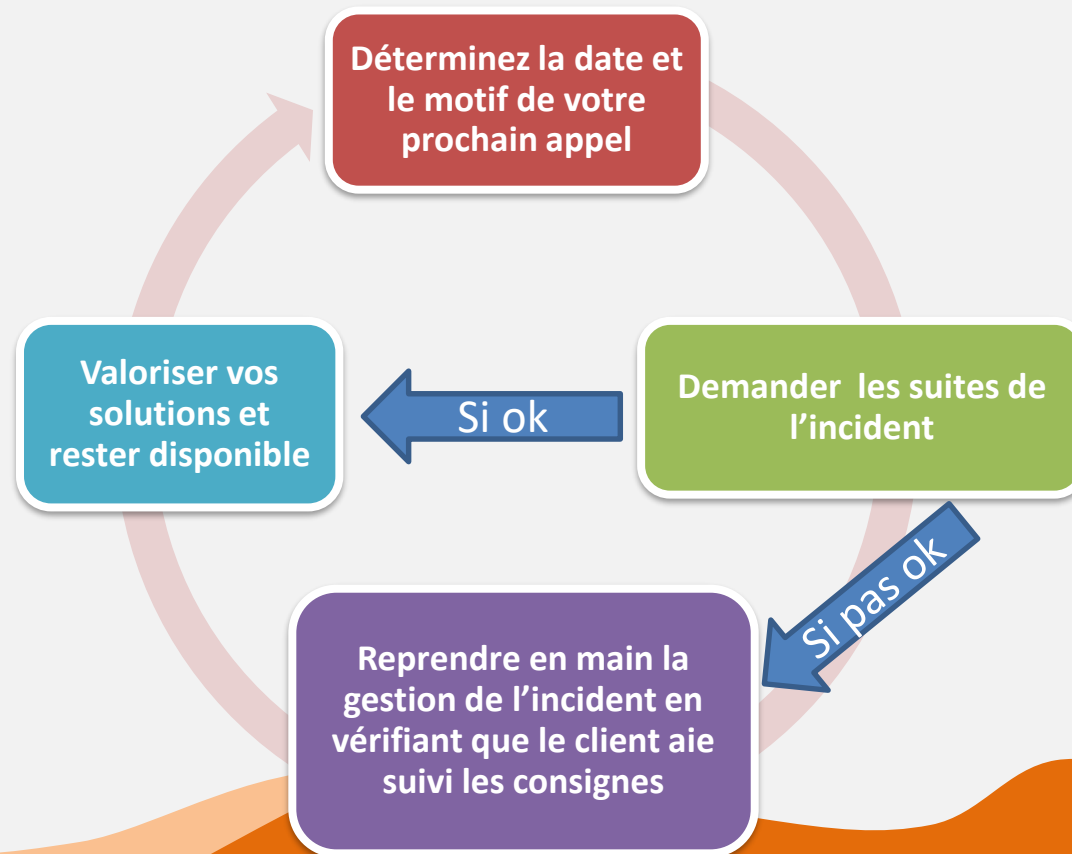 Déterminez la date et
le motif de votre
prochain appel
Valoriser vos
solutions et
rester disponible
Si ok
Demander  les suites de
l’incident
Si pas ok
Reprendre en main la
gestion de l’incident en
vérifiant que le client aie
suivi les consignes